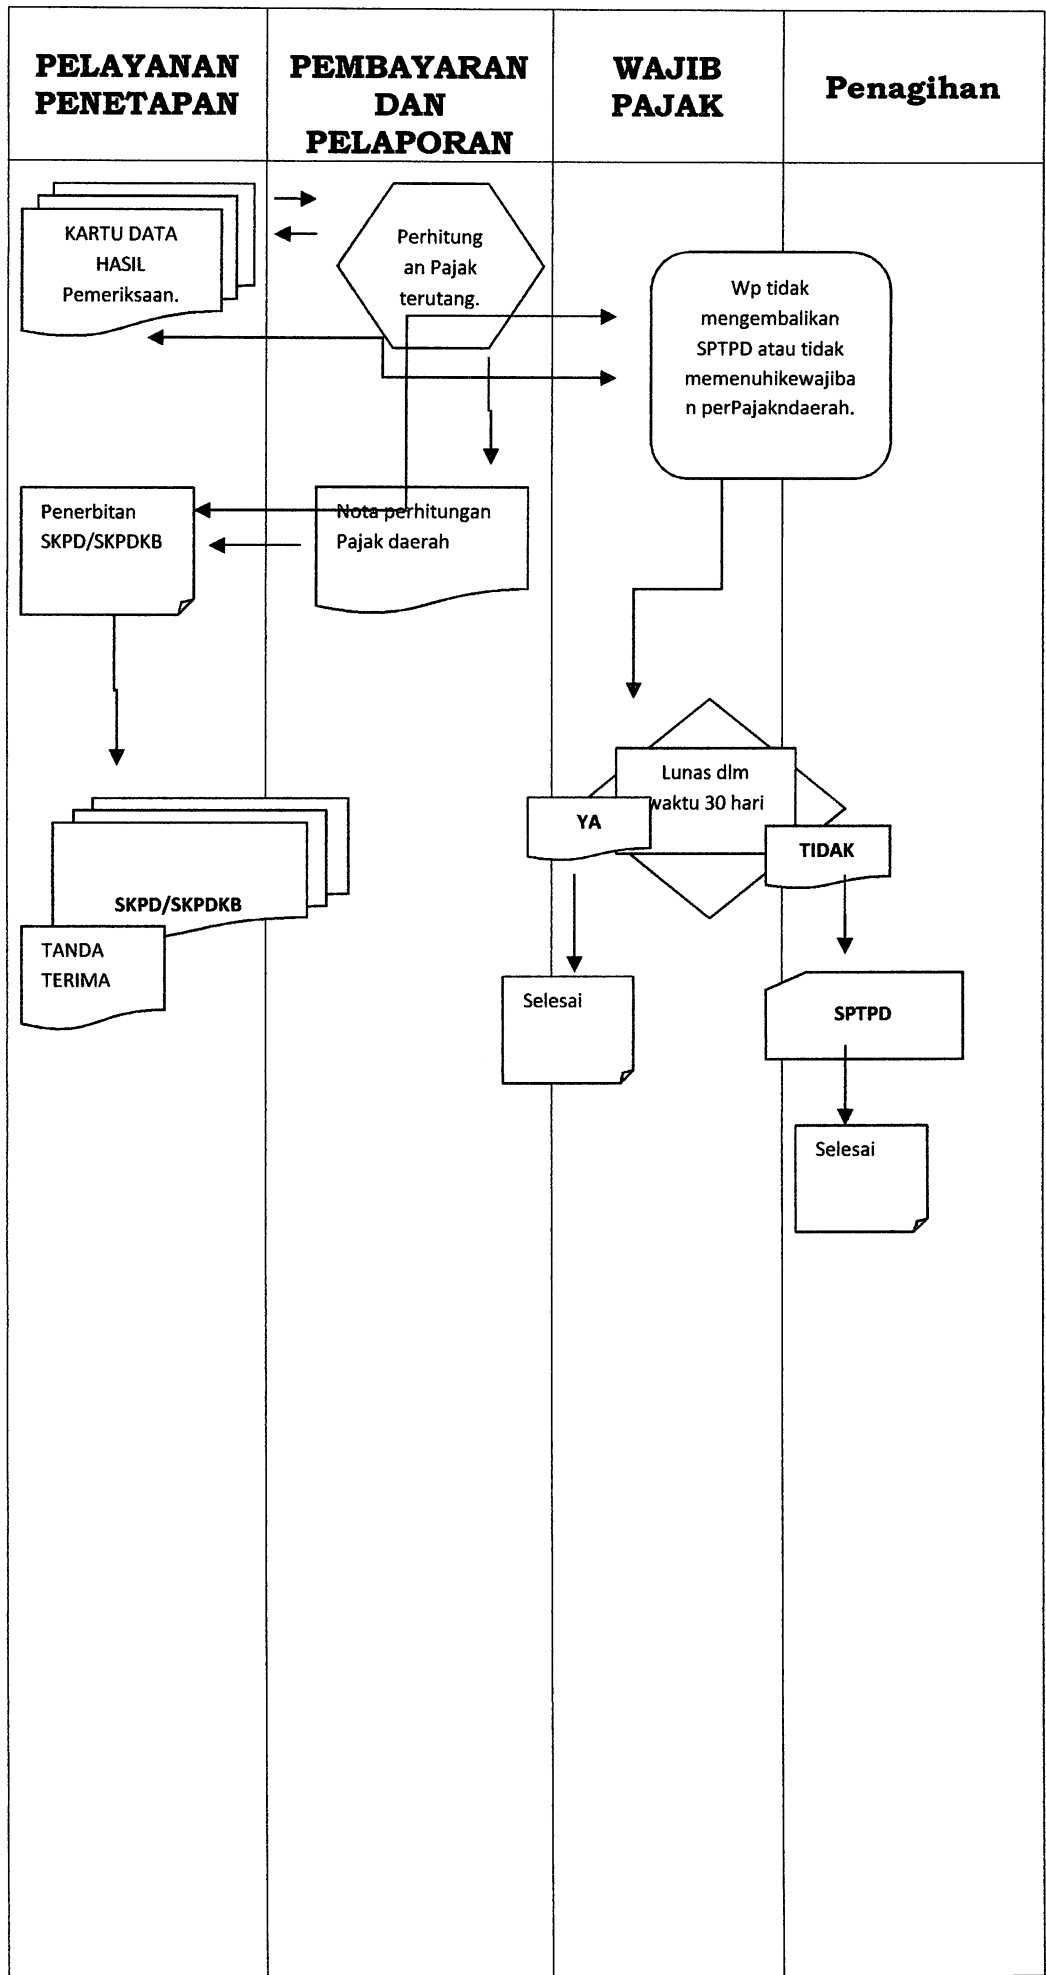 PELAYANAN
PENETAPAN
PEMBAYARAN
DAN
PELAPORAN
WAJIB
PAJAK
Penagihan
KARTU DATA
HASIL
Pemeriksaan.
Perhitung
an Pajak
terutang.
Wp tidak
mengembalikan
SPTPD atau tidak
memenuhikewajiba
n perPajakndaerah.
Penerbitan
SKPD/SKPDKB
Nota perhitungan
Pajak daerah
Lunas dlm
waktu 30 hari
YA
TIDAK
SKPD/SKPDKB
TANDA
TERIMA
Selesai
SPTPD
Selesai